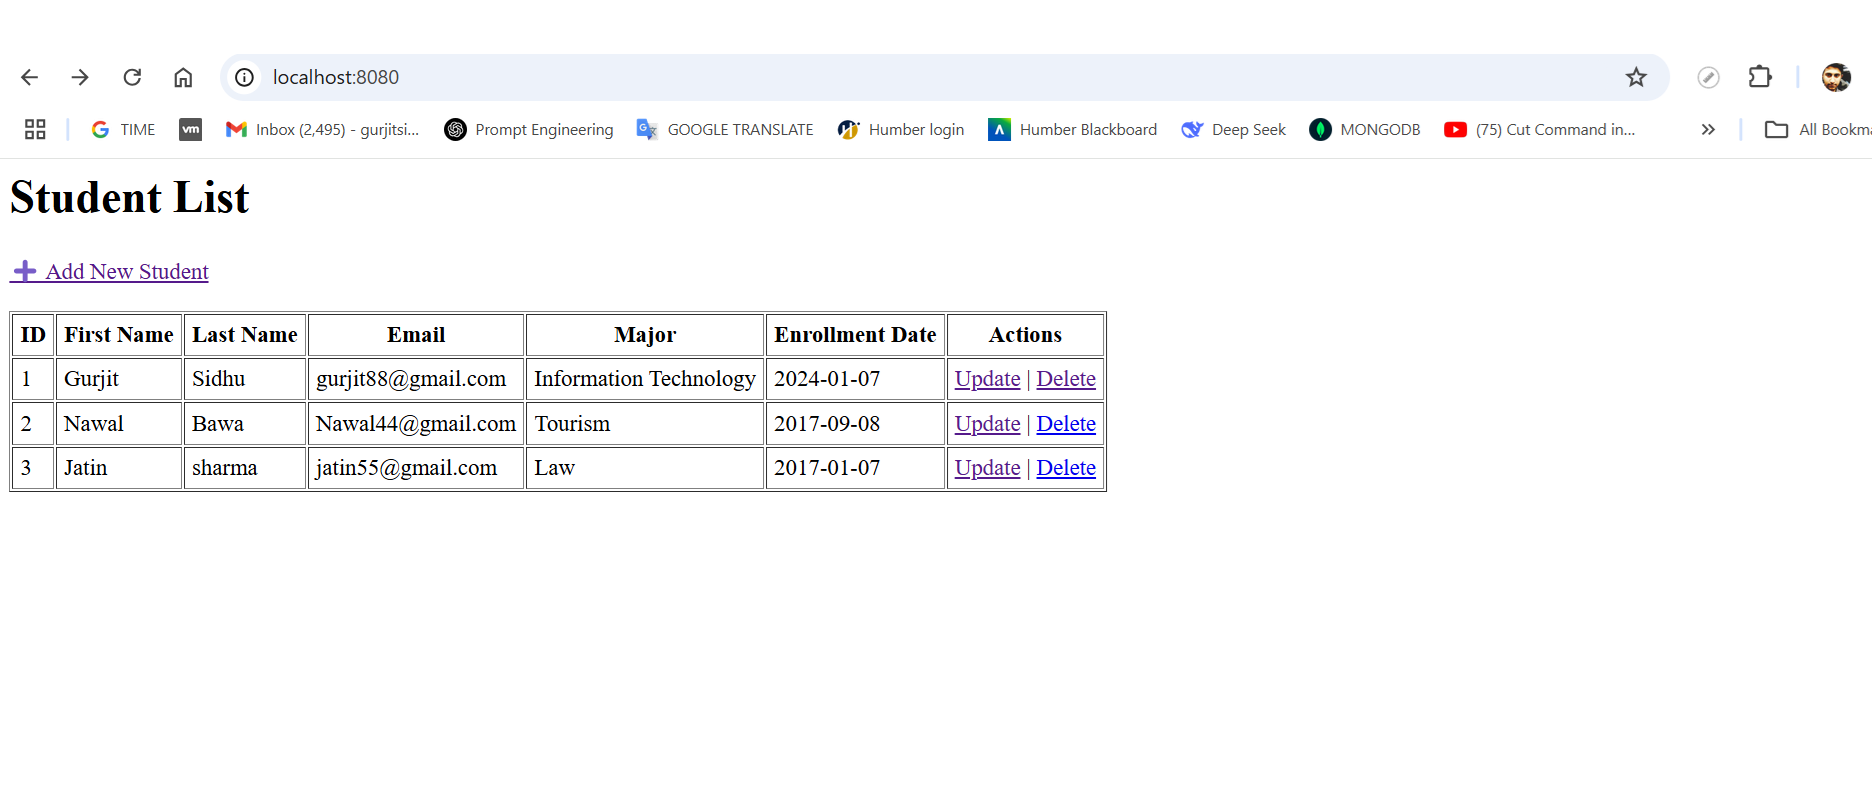 localhost:8080
TIME vm Inbox (2,495) - gurjitsi... Prompt Engineering GOOGLE TRANSLATE Humber login Humber Blackboard Deep Seek MONGODB (75) Cut Command in... » All Bookma
Student List
➕ Add New Student
ID First Name Last Name Email Major Enrollment Date Actions
1 Gurjit Sidhu gurjit88@gmail.com Information Technology 2024-01-07 Update | Delete
2 Nawal Bawa Nawal44@gmail.com Tourism 2017-09-08 Update | Delete
3 Jatin sharma jatin55@gmail.com Law 2017-01-07 Update | Delete